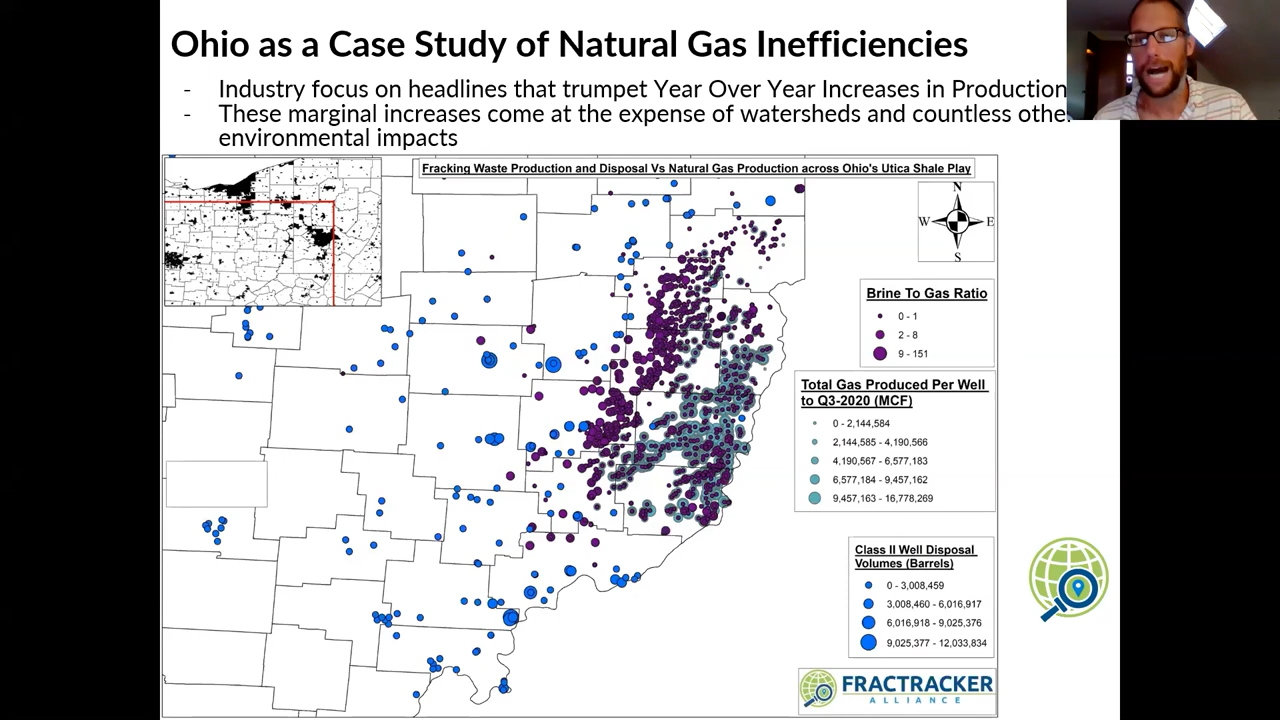 Ohio as a Case Study of Natural Gas Inefficiencies
- Industry focus on headlines that trumpet Year Over Year Increases in Production
- These marginal increases come at the expense of watersheds and countless othe
environmental impacts
Fracking Waste Production and Disposal Vs Natural Gas Production across Ohio's Utica Shale Play
N
W E
S
Brine To Gas Ratio
0 - 1
2 - 8
9 - 151
Total Gas Produced Per Well
to Q3-2020 (MCF)
0 - 2,144,584
2,144,585 - 4,190,566
4,190,567 - 6,577,183
6,577,184 - 9,457,162
9,457,163 - 16,778,269
Class II Well Disposal
Volumes (Barrels)
0 - 3,008,459
3,008,460 - 6,016,917
6,016,918 - 9,025,376
9,025,377 - 12,033,834
FRACTRACKER
ALLIANCE